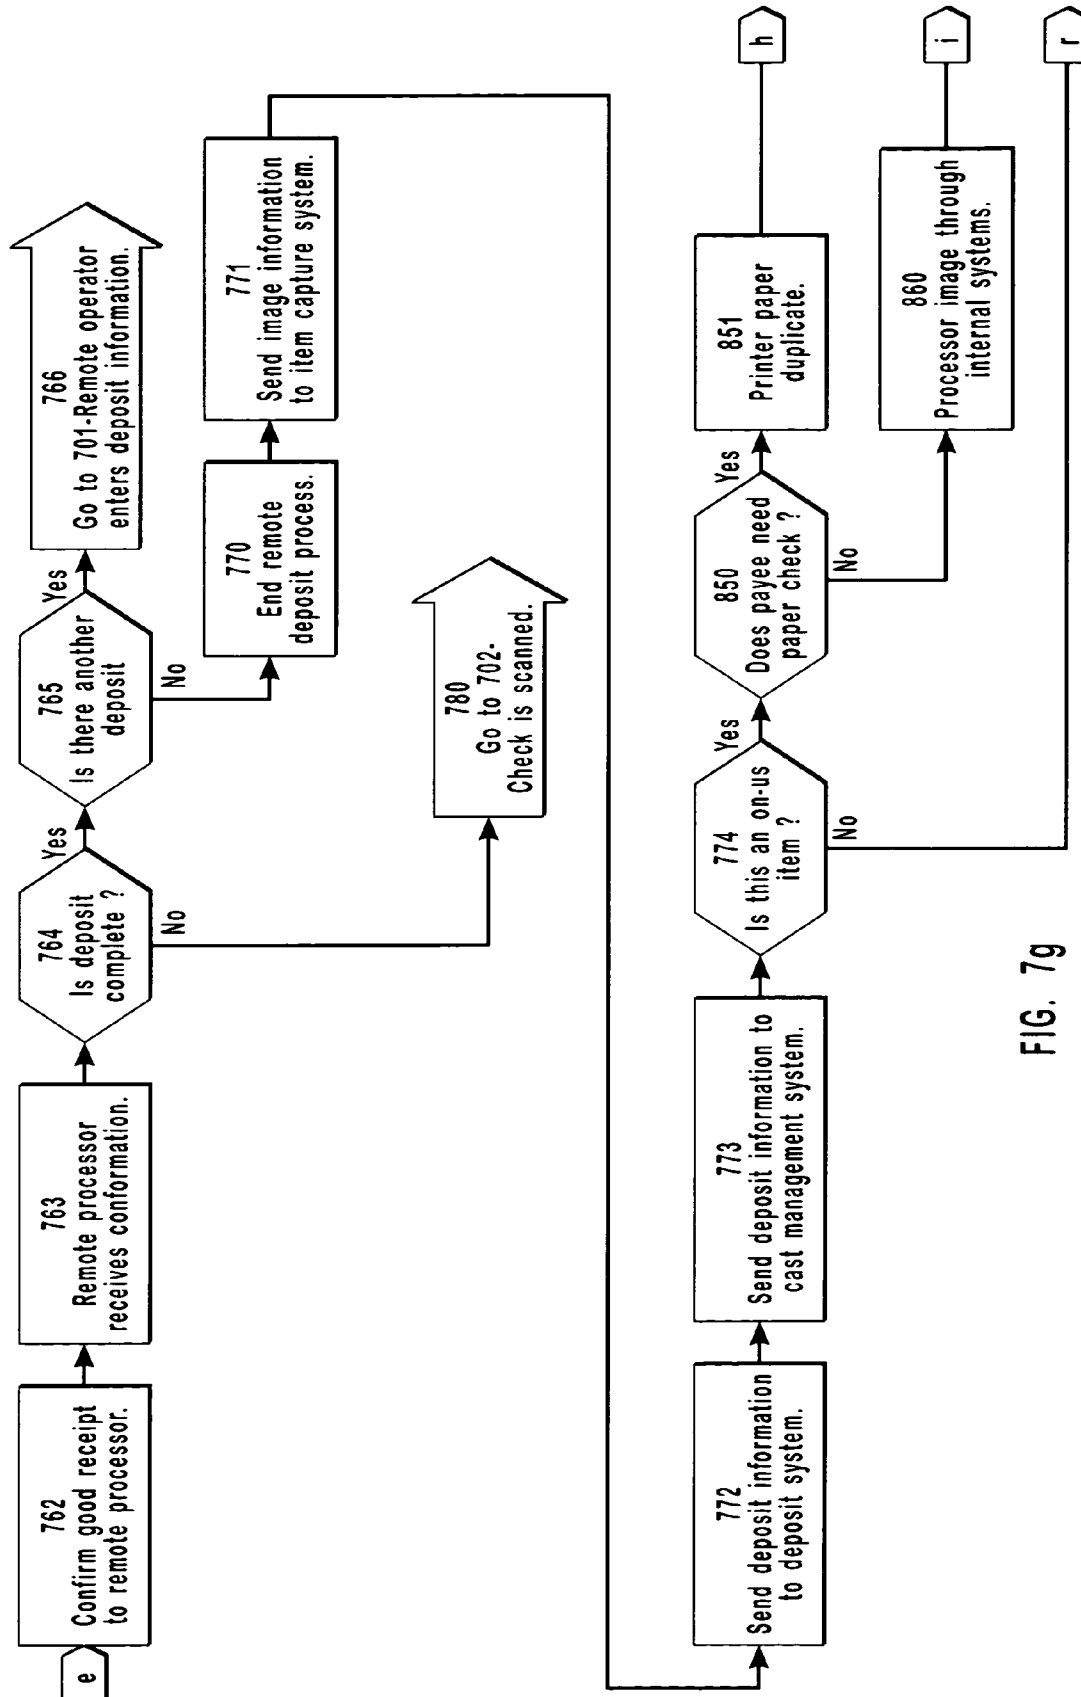 e
762
Confirm good receipt
to remote processor.
763
Remote processor
receives conformation.
764
Is deposit
complete ?
Yes
No
765
Is there another
deposit
Yes
No
766
Go to 701-Remote operator
enters deposit information.
770
End remote
deposit process.
771
Send image information
to item capture system.
780
Go to 702-
Check is scanned.
772
Send deposit information
to deposit system.
773
Send deposit information to
cast management system.
774
Is this an on-us
item ?
Yes
No
850
Does payee need
paper check ?
Yes
No
851
Printer paper
duplicate.
860
Processor image through
internal systems.
h
i
r
FIG. 7g